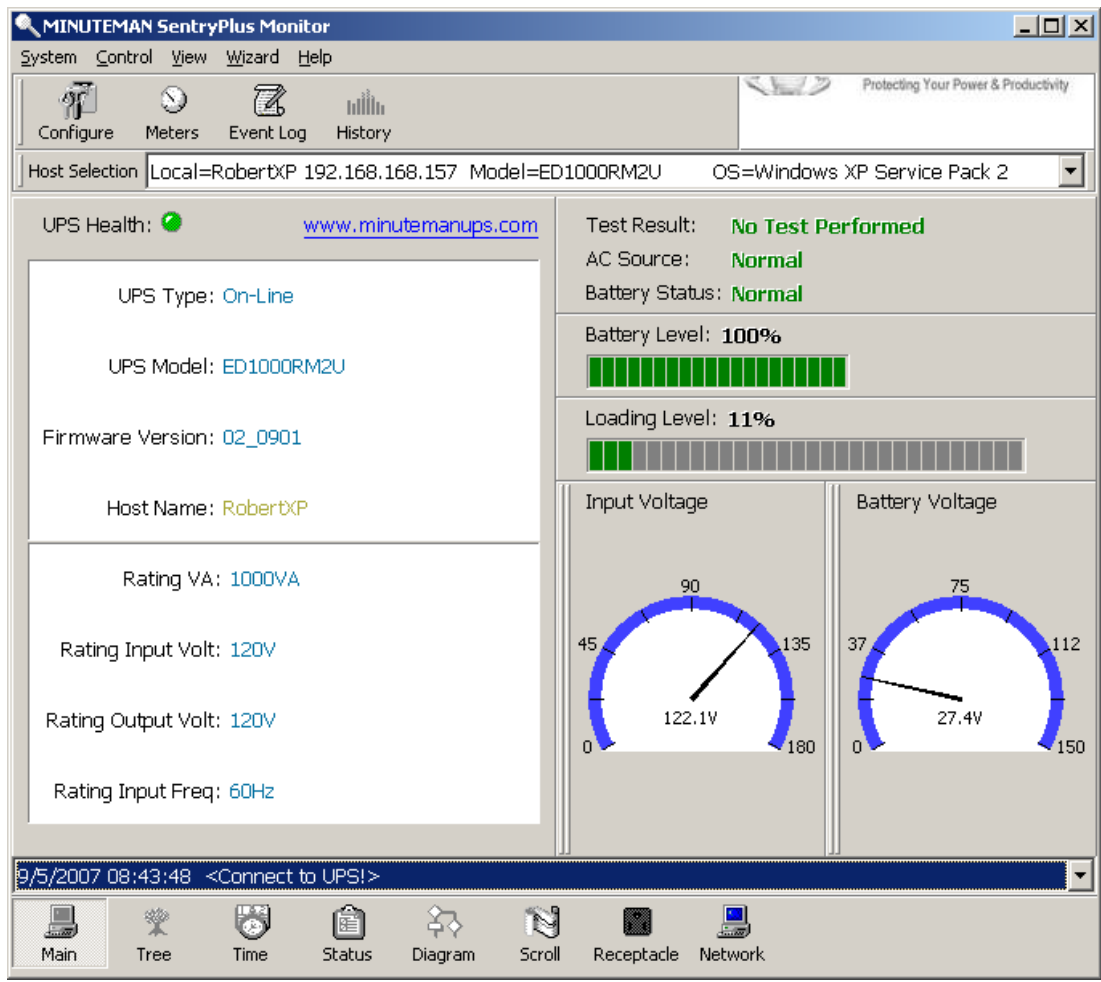 MINUTEMAN SentryPlus Monitor
System Control View Wizard Help
Protecting Your Power & Productivity
Configure Meters Event Log History
Host Selection Local=RobertXP 192.168.168.157 Model=ED1000RM2U OS=Windows XP Service Pack 2
UPS Health: www.minutemanups.com
UPS Type: On-Line
UPS Model: ED1000RM2U
Firmware Version: 02_0901
Host Name: RobertXP
Rating VA: 1000VA
Rating Input Volt: 120V
Rating Output Volt: 120V
Rating Input Freq: 60Hz
Test Result: No Test Performed
AC Source: Normal
Battery Status: Normal
Battery Level: 100%
Loading Level: 11%
Input Voltage
90
45 135
122.1V
0 180
Battery Voltage
75
37 112
27.4V
0 150
9/5/2007 08:43:48 <Connect to UPS!>
Main Tree Time Status Diagram Scroll Receptacle Network